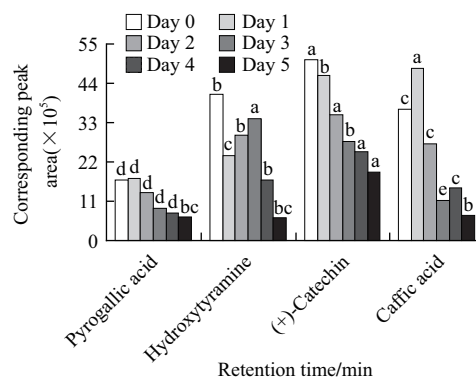 Day 0 Day 1
Day 2 Day 3
Day 4 Day 5
Corresponding peak
area(×10⁵)
55
44
33
22
11
0
d d d d d bc
b c b a b bc
a b a b a a
c b c e c b
Pyrogallic acid
Hydroxytyramine
(+)-Catechin
Caffic acid
Retention time/min